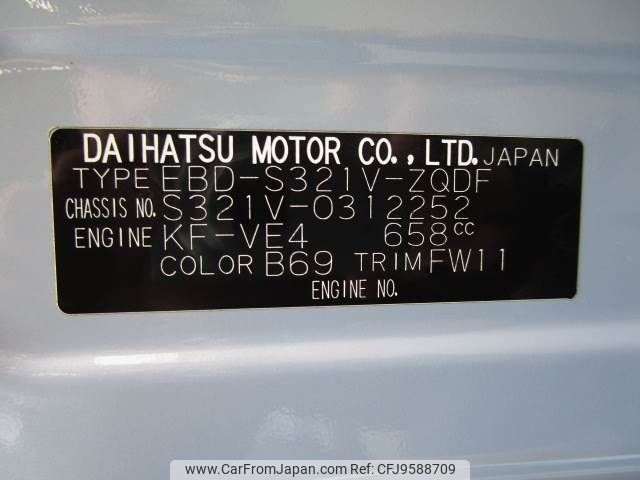 DAIHATSU MOTOR CO., LTD. JAPAN
TYPE EBD-S321V-ZQDF
CHASSIS NO. S321V-0312252
ENGINE KF-VE4 658cc
COLOR B69 TRIM FW11
ENGINE NO.
©CarFromJapan | www.carfromjapan.com | REF#CFJ9588709